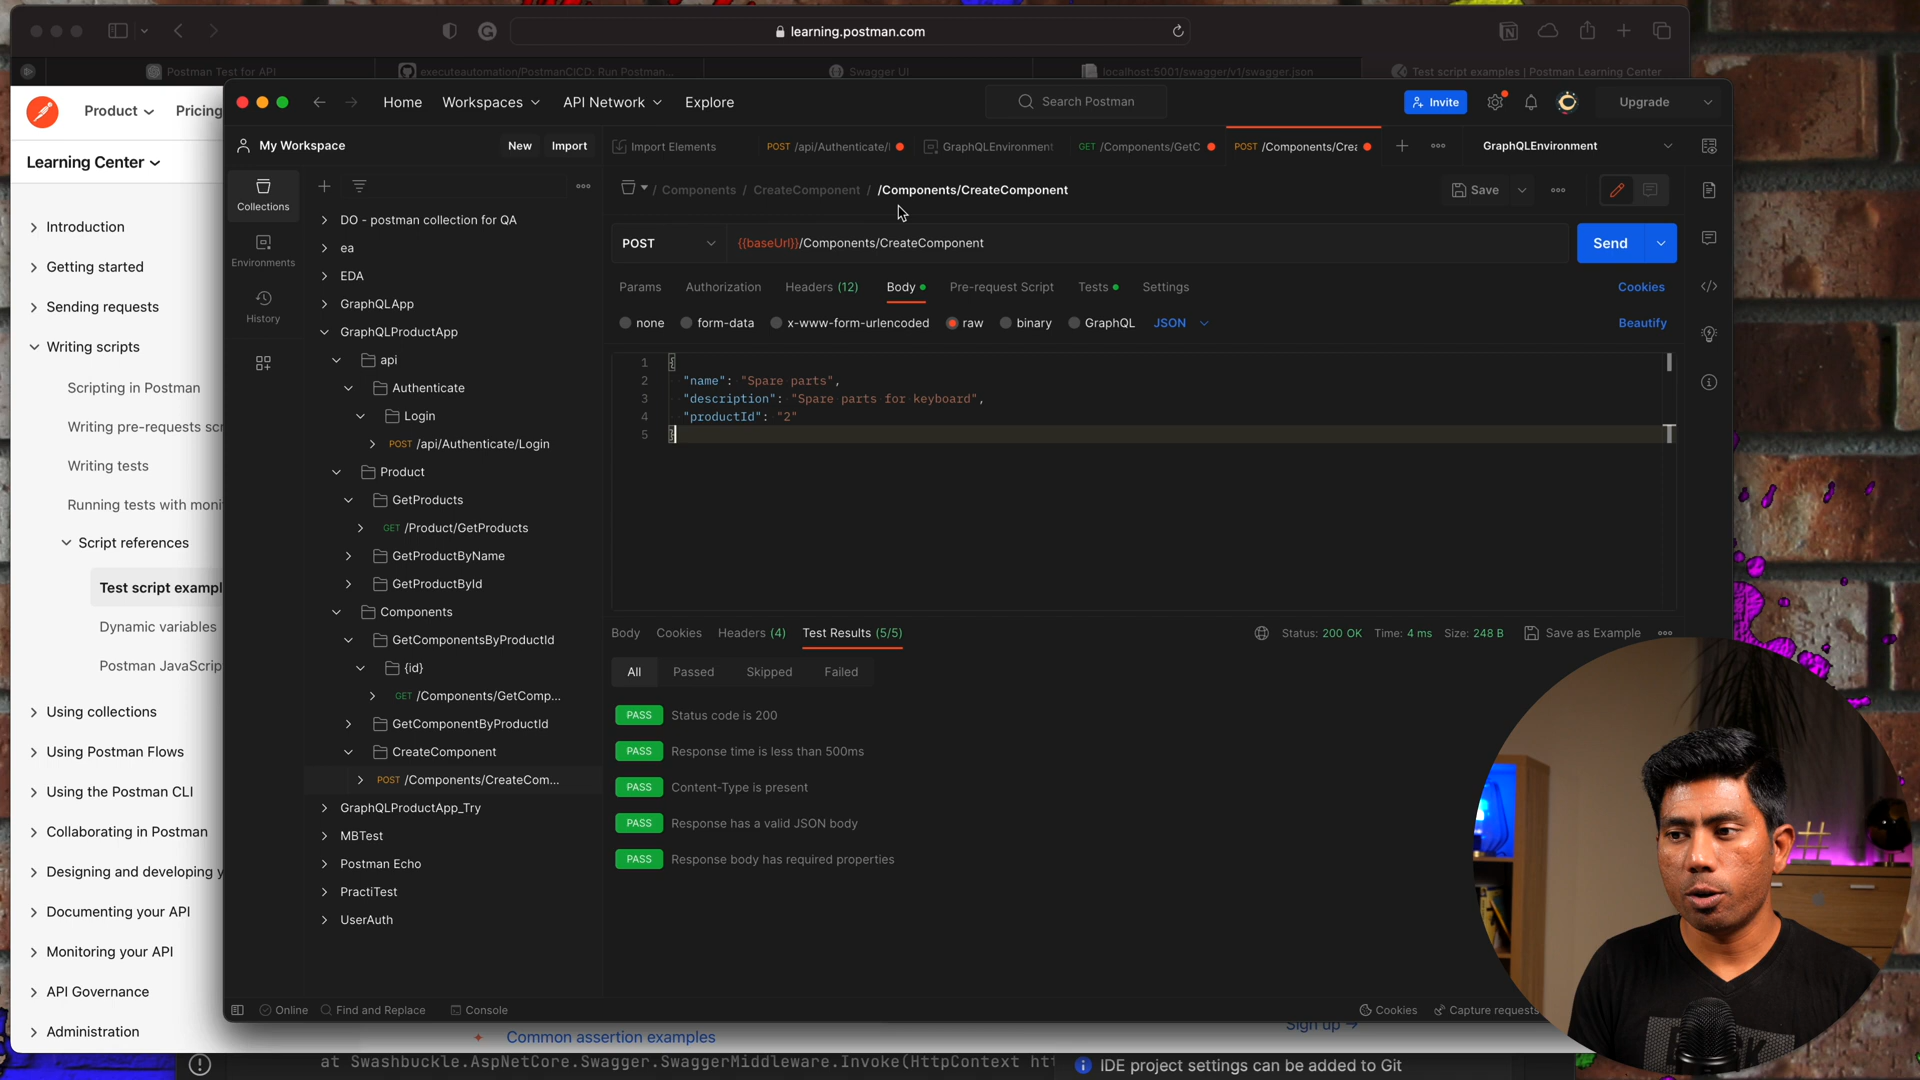 learning.postman.com
Postman Test for API
executeautomation/PostmanCICD: Run Postman...
Swagger UI
localhost:5001/swagger/v1/swagger.json
Test script examples | Postman Learning Center
Product
Pricing
Learning Center
Introduction
Getting started
Sending requests
Writing scripts
Scripting in Postman
Writing pre-requests scr
Writing tests
Running tests with moni
Script references
Test script exampl
Dynamic variables
Postman JavaScrip
Using collections
Using Postman Flows
Using the Postman CLI
Collaborating in Postman
Designing and developing y
Documenting your API
Monitoring your API
API Governance
Administration
Home Workspaces API Network Explore
Search Postman
Invite
Upgrade
My Workspace
New Import
Collections
Environments
History
DO - postman collection for QA
ea
EDA
GraphQLApp
GraphQLProductApp
api
Authenticate
Login
POST /api/Authenticate/Login
Product
GetProducts
GET /Product/GetProducts
GetProductByName
GetProductById
Components
GetComponentsByProductId
{id}
GET /Components/GetComp...
GetComponentByProductId
CreateComponent
POST /Components/CreateCom...
GraphQLProductApp_Try
MBTest
Postman Echo
PractiTest
UserAuth
Import Elements
POST /api/Authenticate/
GraphQLEnvironment
GET /Components/GetC
POST /Components/Crea
GraphQLEnvironment
/ Components / CreateComponent / /Components/CreateComponent
Save
POST
{{baseUrl}}/Components/CreateComponent
Send
Params Authorization Headers (12) Body Pre-request Script Tests Settings
Cookies
none form-data x-www-form-urlencoded raw binary GraphQL JSON
Beautify
1 {
2 "name": "Spare parts",
3 "description": "Spare parts for keyboard",
4 "productId": "2"
5 }
Body Cookies Headers (4) Test Results (5/5)
Status: 200 OK Time: 4 ms Size: 248 B
Save as Example
All Passed Skipped Failed
PASS Status code is 200
PASS Response time is less than 500ms
PASS Content-Type is present
PASS Response has a valid JSON body
PASS Response body has required properties
Online Find and Replace Console
Cookies Capture requests
Common assertion examples
Sign up →
at Swashbuckle.AspNetCore.Swagger.SwaggerMiddleware.Invoke(HttpContext htt
IDE project settings can be added to Git